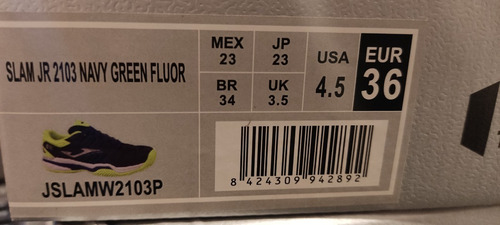 SLAM JR 2103 NAVY GREEN FLUOR
MEX 23
JP 23
USA 4.5
EUR 36
BR 34
UK 3.5
JSLAMW2103P
8 424309 942892